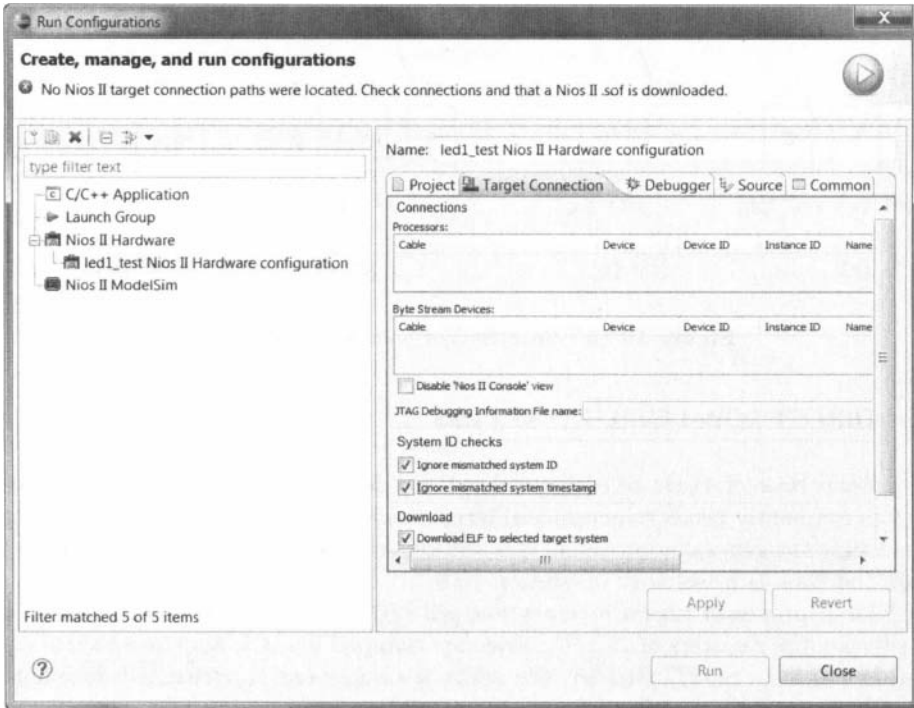 Run Configurations
X
Create, manage, and run configurations
No Nios II target connection paths were located. Check connections and that a Nios II .sof is downloaded.
type filter text
C/C++ Application
Launch Group
Nios II Hardware
led1_test Nios II Hardware configuration
Nios II ModelSim
Filter matched 5 of 5 items
Name: led1_test Nios II Hardware configuration
Project Target Connection Debugger Source Common
Connections
Processors:
Cable Device Device ID Instance ID Name
Byte Stream Devices:
Cable Device Device ID Instance ID Name
Disable 'Nios II Console' view
JTAG Debugging Information File name:
System ID checks
Ignore mismatched system ID
Ignore mismatched system timestamp
Download
Download ELF to selected target system
Apply Revert
? Run Close